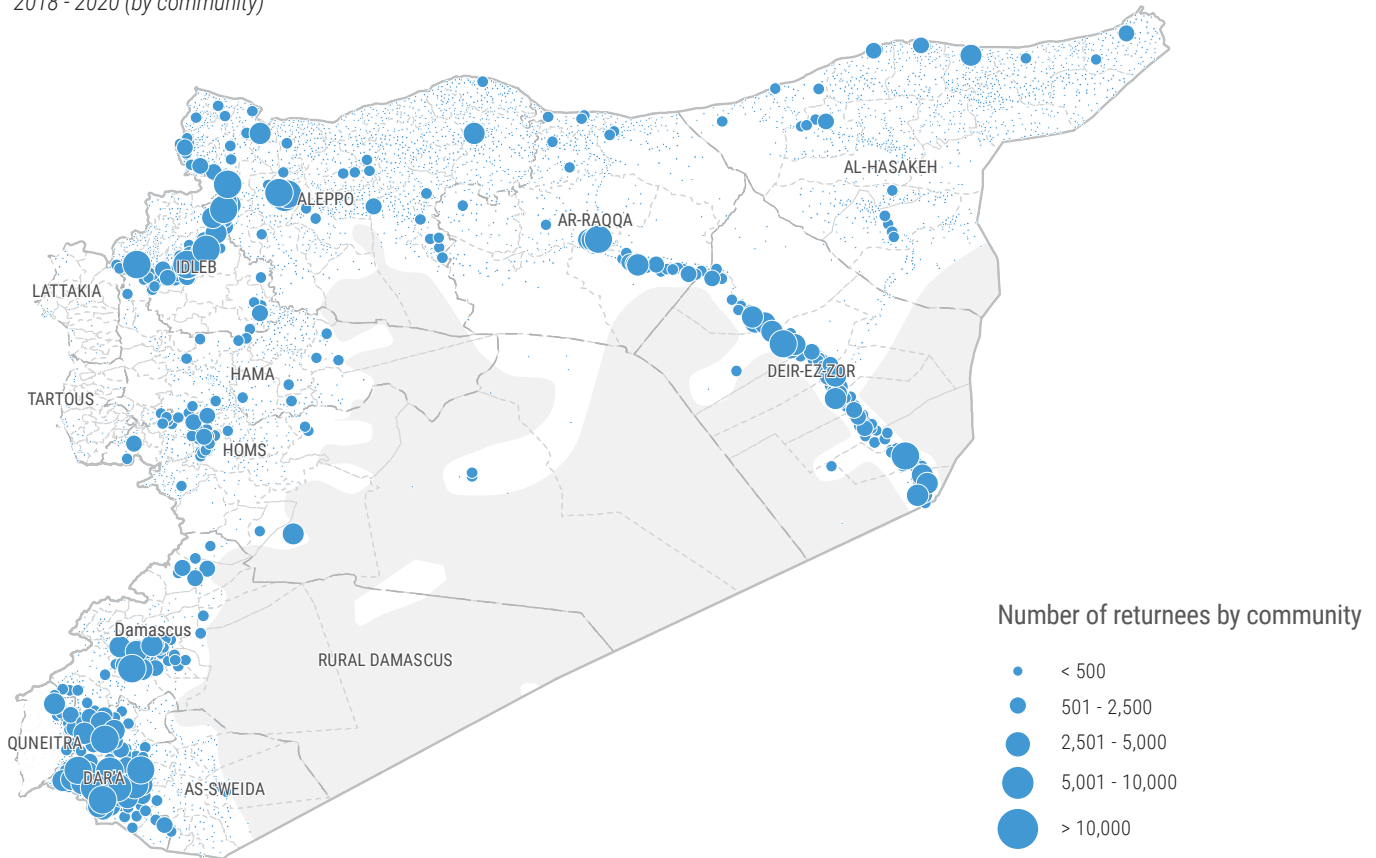 2018 - 2020 (by community)
AL-HASAKEH
ALEPPO
AR-RAQQA
IDLEB
LATTAKIA
DEIR-EZ-ZOR
HAMA
TARTOUS
HOMS
Damascus
RURAL DAMASCUS
QUNEITRA
DAR'A
AS-SWEIDA
Number of returnees by community
< 500
501 - 2,500
2,501 - 5,000
5,001 - 10,000
> 10,000